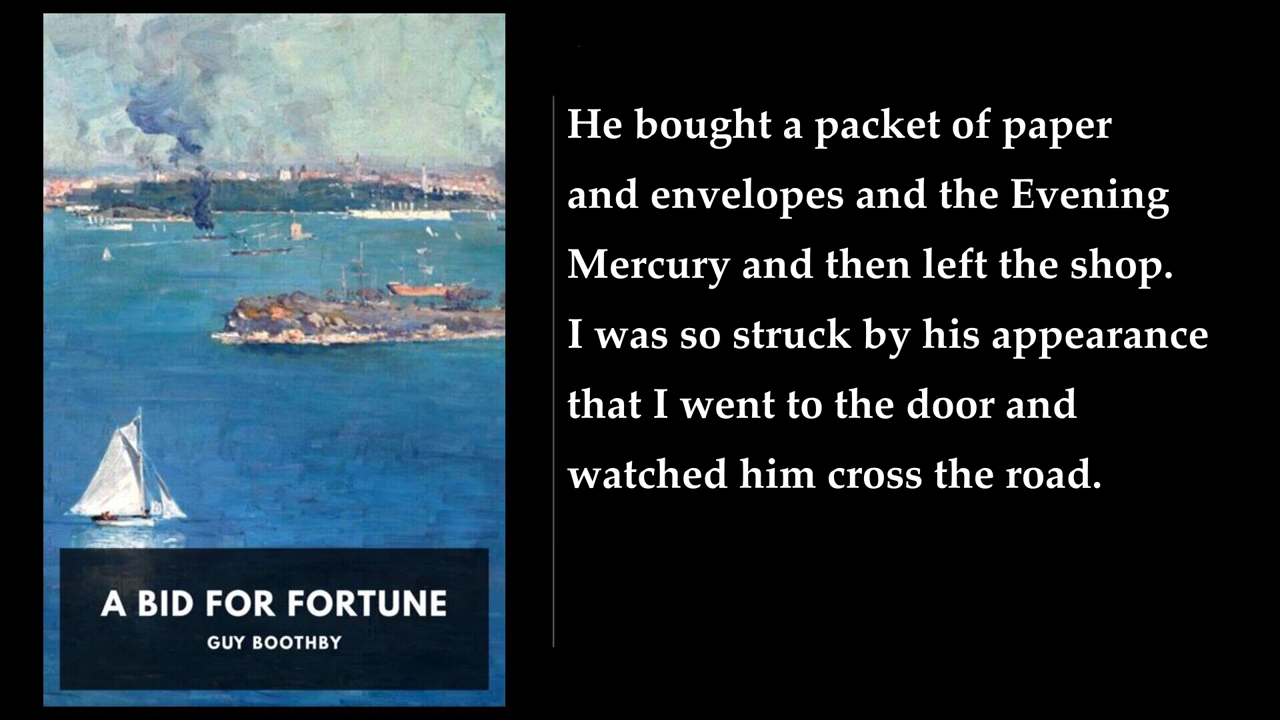 He bought a packet of paper
and envelopes and the Evening
Mercury and then left the shop.
I was so struck by his appearance
that I went to the door and
watched him cross the road.
A BID FOR FORTUNE
GUY BOOTHBY